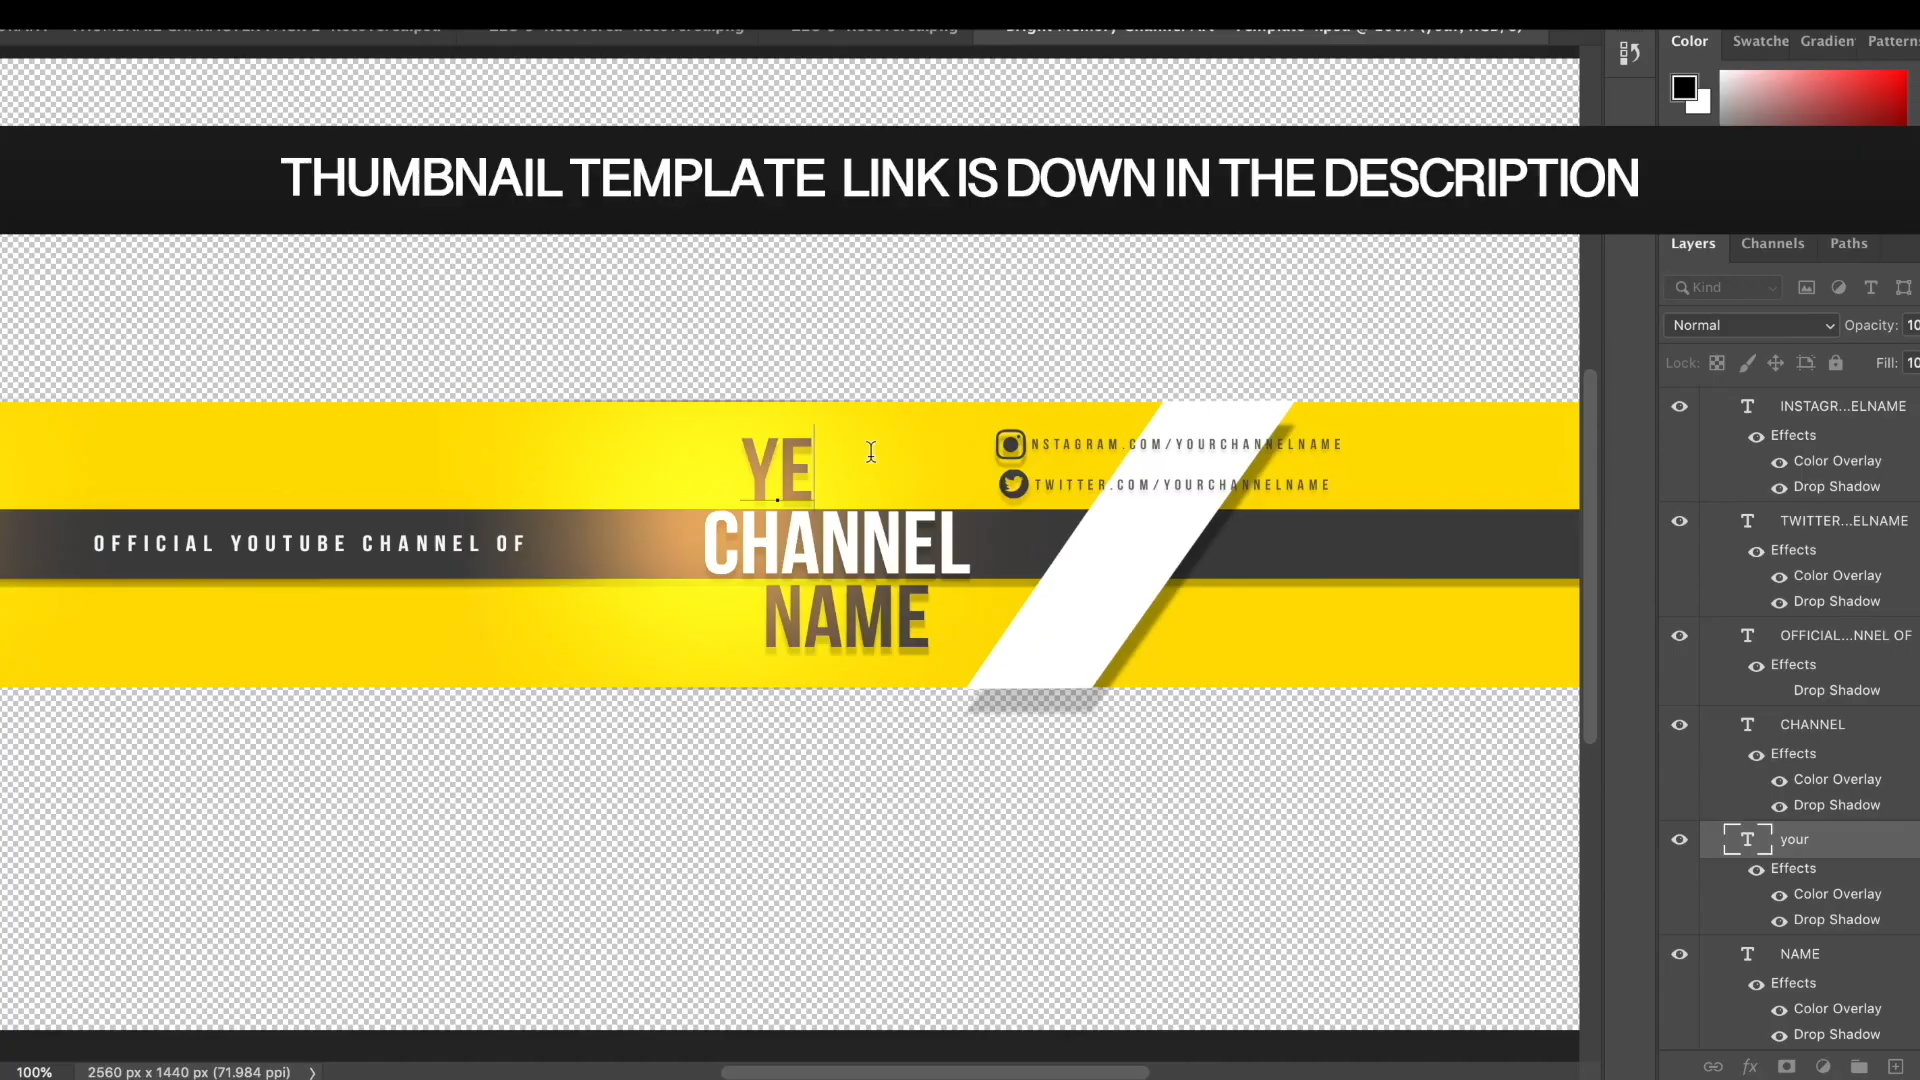 Color Swatche Gradien Pattern
THUMBNAIL TEMPLATE LINK IS DOWN IN THE DESCRIPTION
Layers Channels Paths
Kind
Normal Opacity: 10
Lock: Fill: 10
YE
CHANNEL
NAME
OFFICIAL YOUTUBE CHANNEL OF
NSTAGRAM.COM/YOURCHANNELNAME
TWITTER.COM/YOURCHANNELNAME
INSTAGR...ELNAME
Effects
Color Overlay
Drop Shadow
TWITTER...ELNAME
Effects
Color Overlay
Drop Shadow
OFFICIAL...NNEL OF
Effects
Drop Shadow
CHANNEL
Effects
Color Overlay
Drop Shadow
your
Effects
Color Overlay
Drop Shadow
NAME
Effects
Color Overlay
Drop Shadow
100% 2560 px x 1440 px (71.984 ppi)